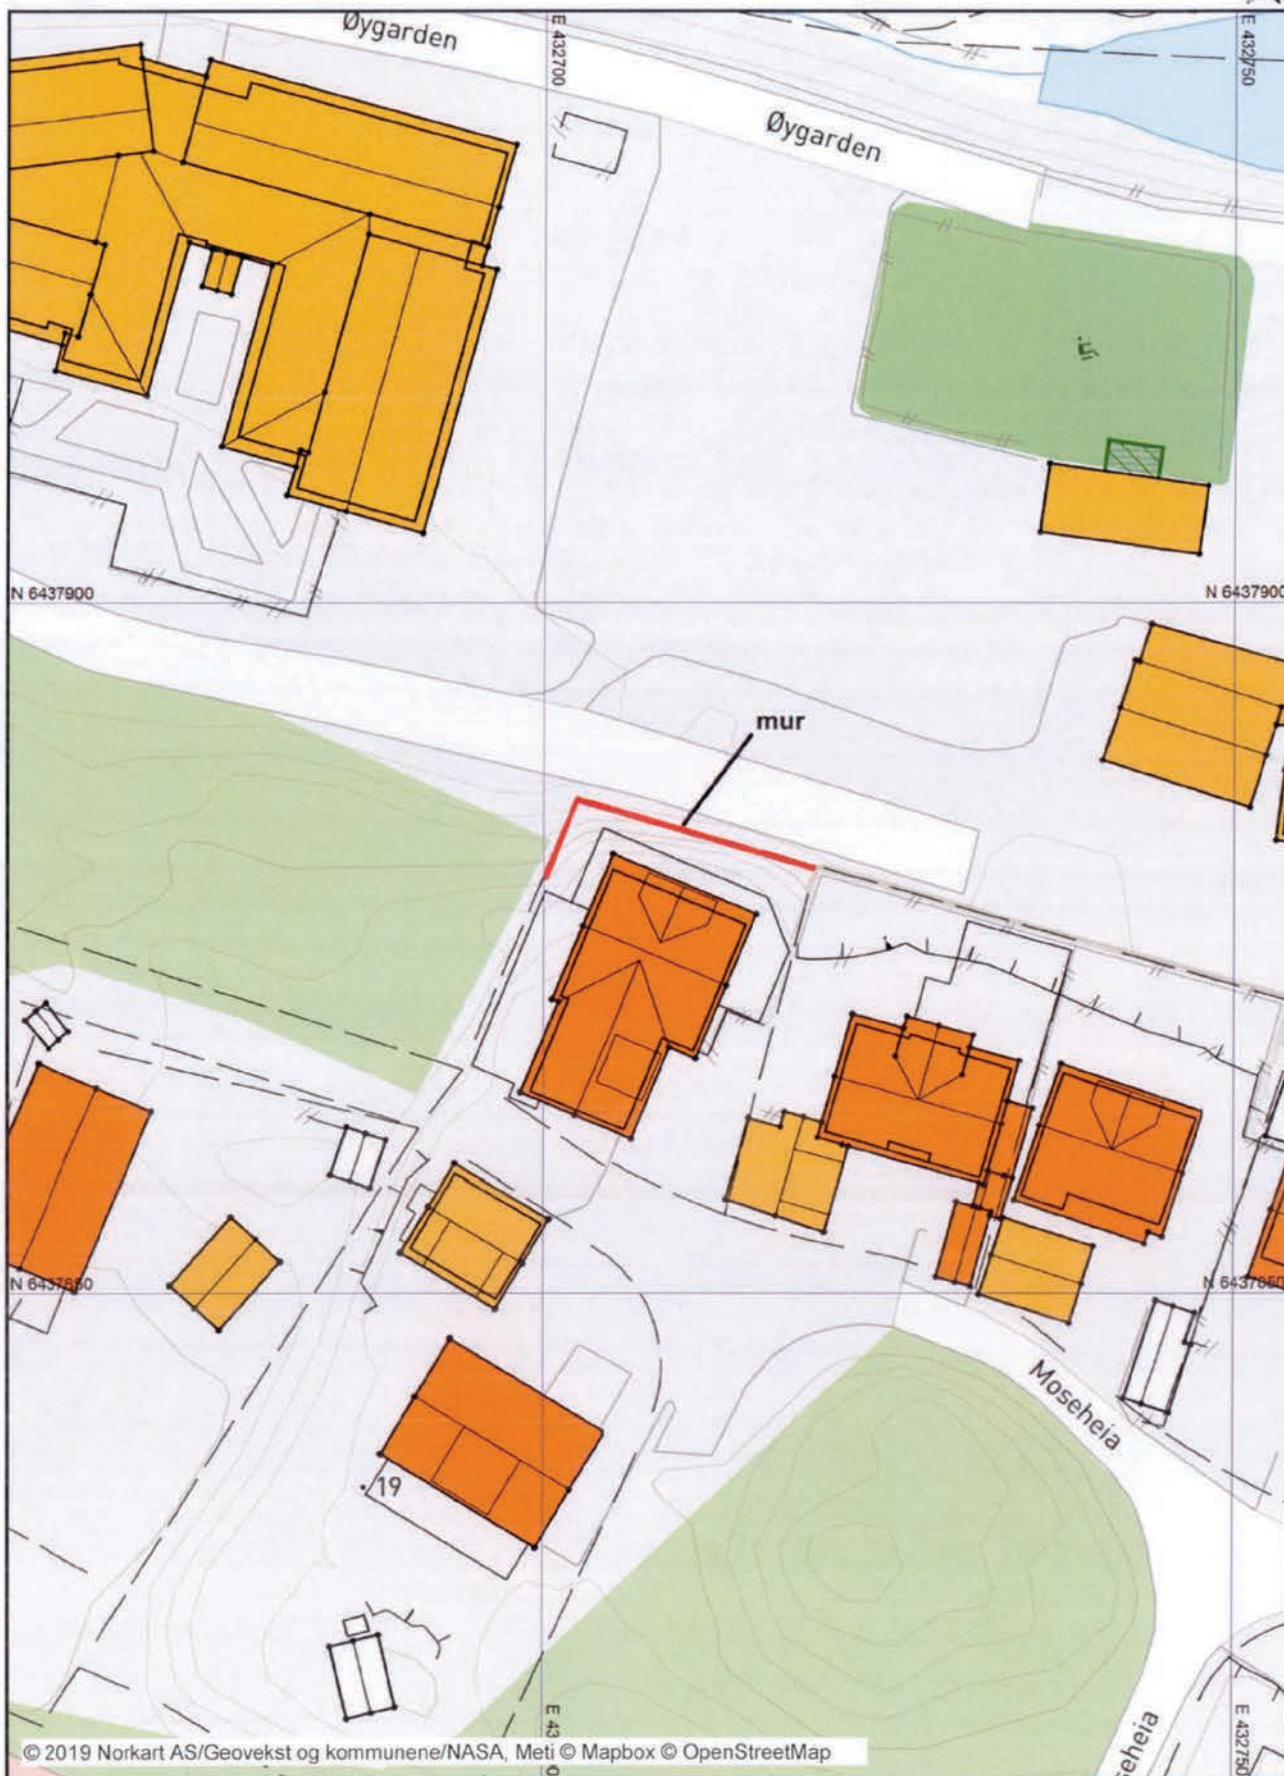 Øygarden
E 432700
E 432750
Øygarden
N 6437900
N 6437900
mur
N 6437850
N 6437850
Moseheia
19
E 432750
© 2019 Norkart AS/Geovekst og kommunene/NASA, Meti © Mapbox © OpenStreetMap